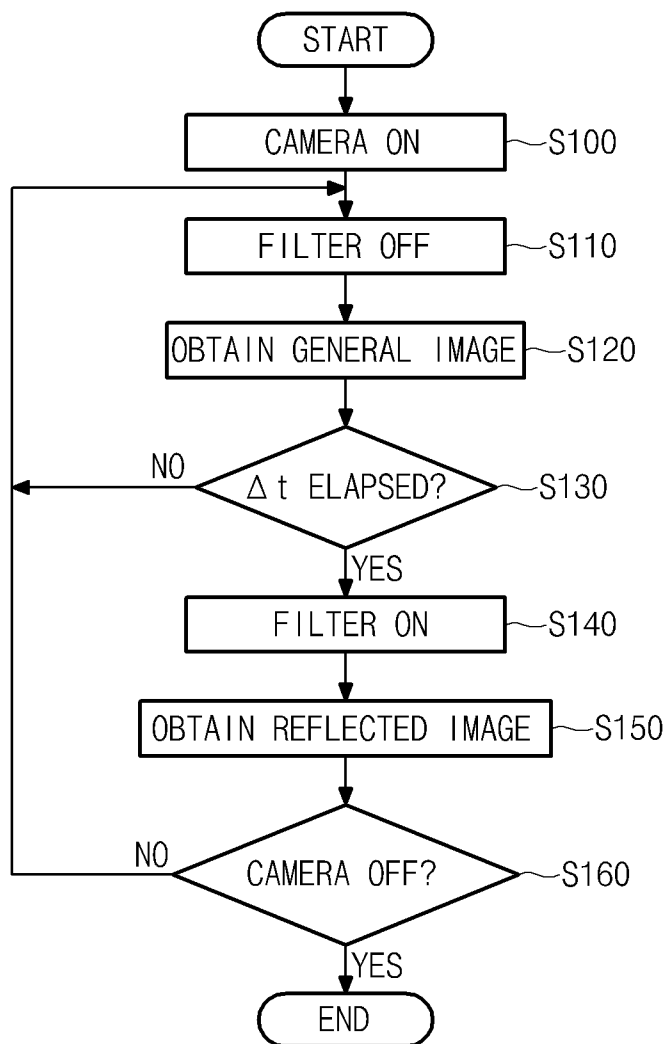 START
CAMERA ON
S100
FILTER OFF
S110
OBTAIN GENERAL IMAGE
S120
NO
Δt ELAPSED?
S130
YES
FILTER ON
S140
OBTAIN REFLECTED IMAGE
S150
NO
CAMERA OFF?
S160
YES
END